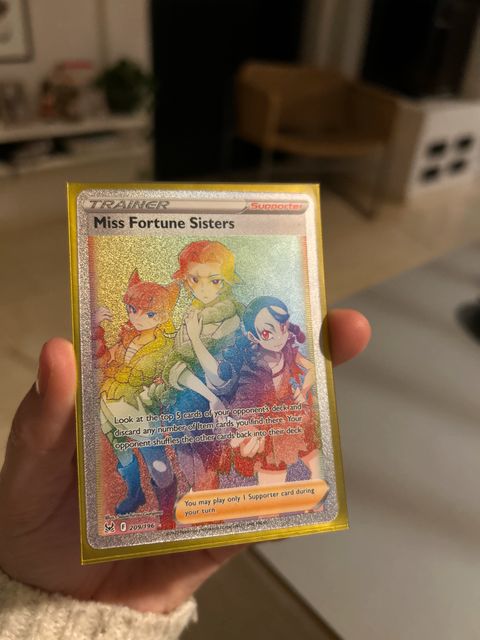 TRAINER
Supporter
Miss Fortune Sisters
Look at the top 5 cards of your opponent's deck and
discard any number of Item cards you find there. Your
opponent shuffles the other cards back into their deck.
You may play only 1 Supporter card during
your turn.
209/196